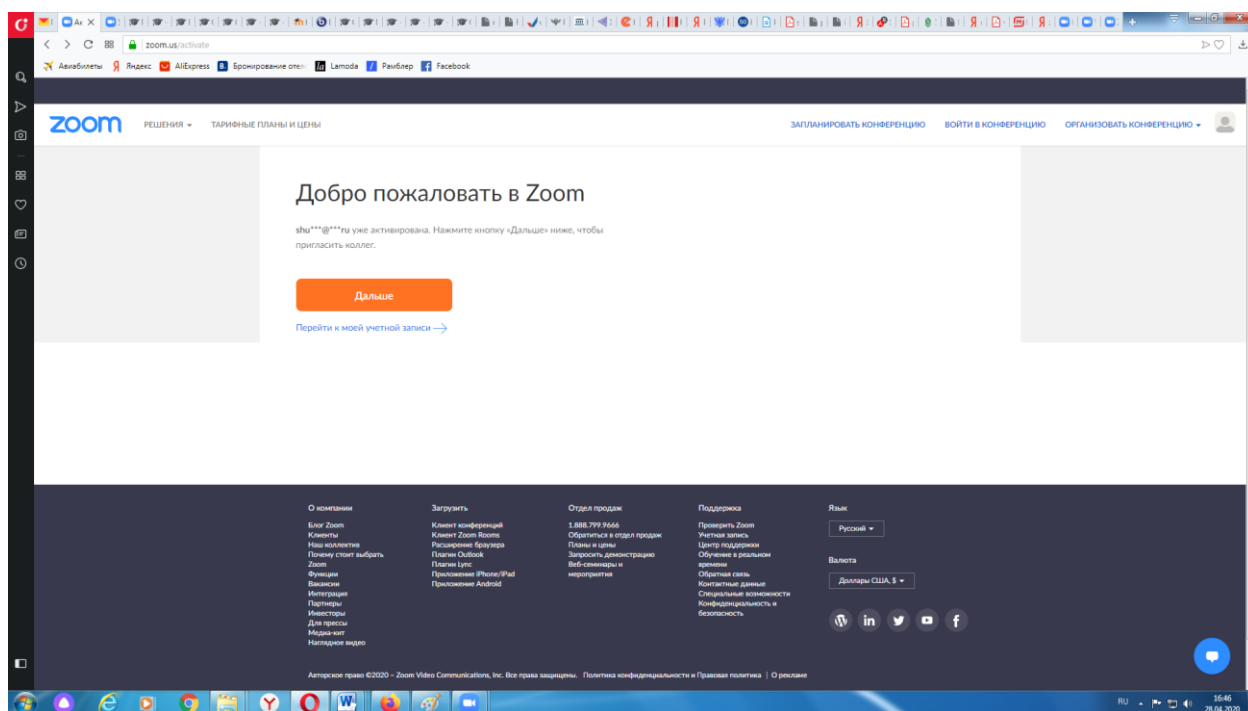 Ac
zoom.us/activate
Авиабилеты Яндекс AliExpress Бронирование отел Lamoda Рамблер Facebook
zoom РЕШЕНИЯ ТАРИФНЫЕ ПЛАНЫ И ЦЕНЫ ЗАПЛАНИРОВАТЬ КОНФЕРЕНЦИЮ ВОЙТИ В КОНФЕРЕНЦИЮ ОРГАНИЗОВАТЬ КОНФЕРЕНЦИЮ
Добро пожаловать в Zoom
shu***@***ru уже активирована. Нажмите кнопку «Дальше» ниже, чтобы
пригласить коллег.
Дальше
Перейти к моей учетной записи
О компании
Блог Zoom
Клиенты
Наш коллектив
Почему стоит выбрать
Zoom
Функции
Вакансии
Интеграция
Партнеры
Инвесторы
Для прессы
Медиа-кит
Наглядное видео
Загрузить
Клиент конференций
Клиент Zoom Rooms
Расширение браузера
Плагин Outlook
Плагин Lync
Приложение iPhone/iPad
Приложение Android
Отдел продаж
1.888.799.9666
Обратиться в отдел продаж
Планы и цены
Запросить демонстрацию
Веб-семинары и
мероприятия
Поддержка
Проверить Zoom
Учетная запись
Центр поддержки
Обучение в реальном
времени
Обратная связь
Контактные данные
Специальные возможности
Конфиденциальность и
безопасность
Язык
Русский
Валюта
Доллары США, $
Авторское право ©2020 – Zoom Video Communications, Inc. Все права защищены. Политика конфиденциальности и Правовая политика | О рекламе
RU 16:46
28.04.2020